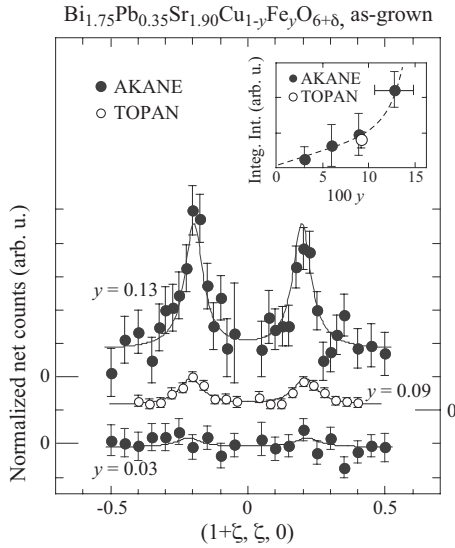 Bi1.75Pb0.35Sr1.90Cu1-yFeyO6+δ, as-grown
AKANE
TOPAN
Integ. Int. (arb. u.)
AKANE
TOPAN
0 5 10 15
100 y
Normalized net counts (arb. u.)
y = 0.13
0
y = 0.09
0
0
y = 0.03
-0.5 0 0.5
(1+ζ, ζ, 0)